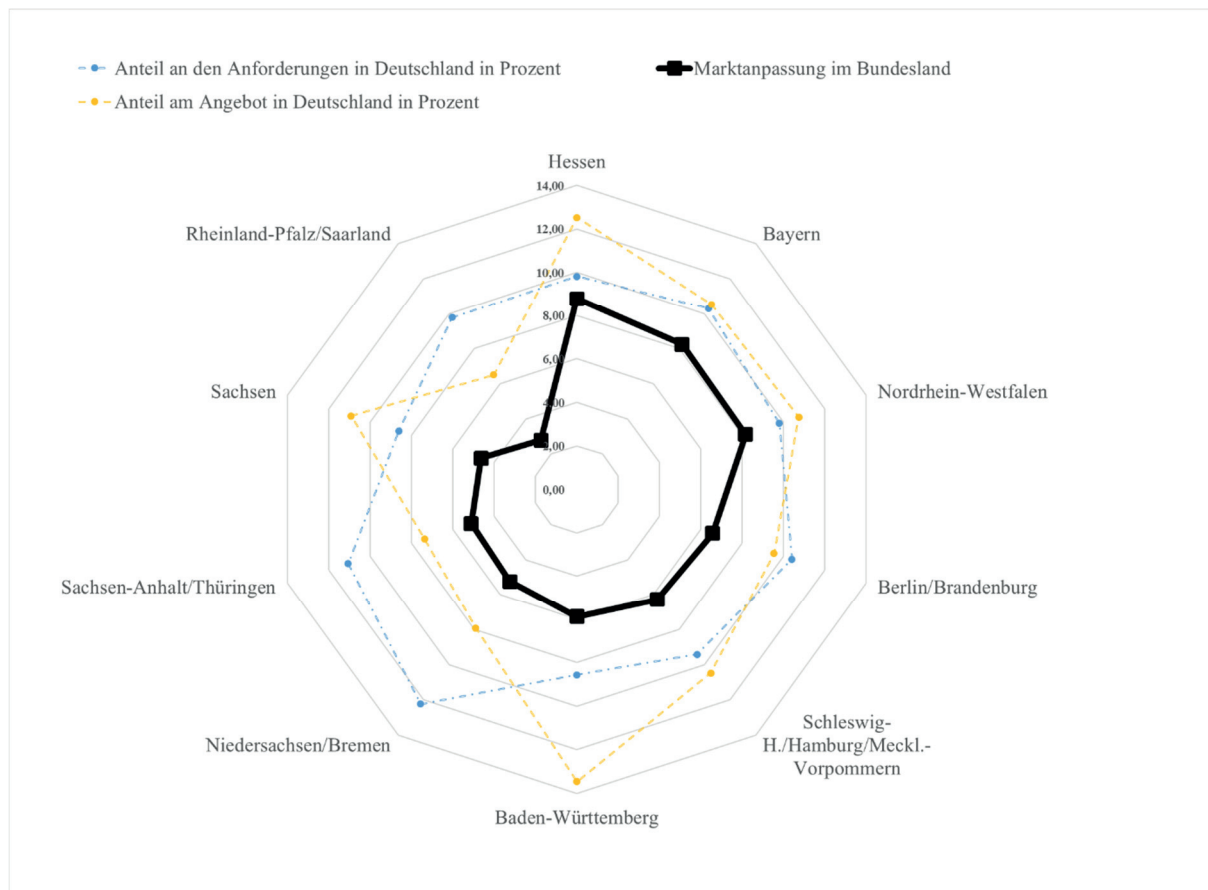 Anteil an den Anforderungen in Deutschland in Prozent
Marktanpassung im Bundesland
Anteil am Angebot in Deutschland in Prozent
Hessen
14,00
Rheinland-Pfalz/Saarland
Bayern
12,00
10,00
8,00
6,00
Sachsen
Nordrhein-Westfalen
4,00
2,00
0,00
Sachsen-Anhalt/Thüringen
Berlin/Brandenburg
Niedersachsen/Bremen
Schleswig-
H./Hamburg/Meckl.-
Vorpommern
Baden-Württemberg